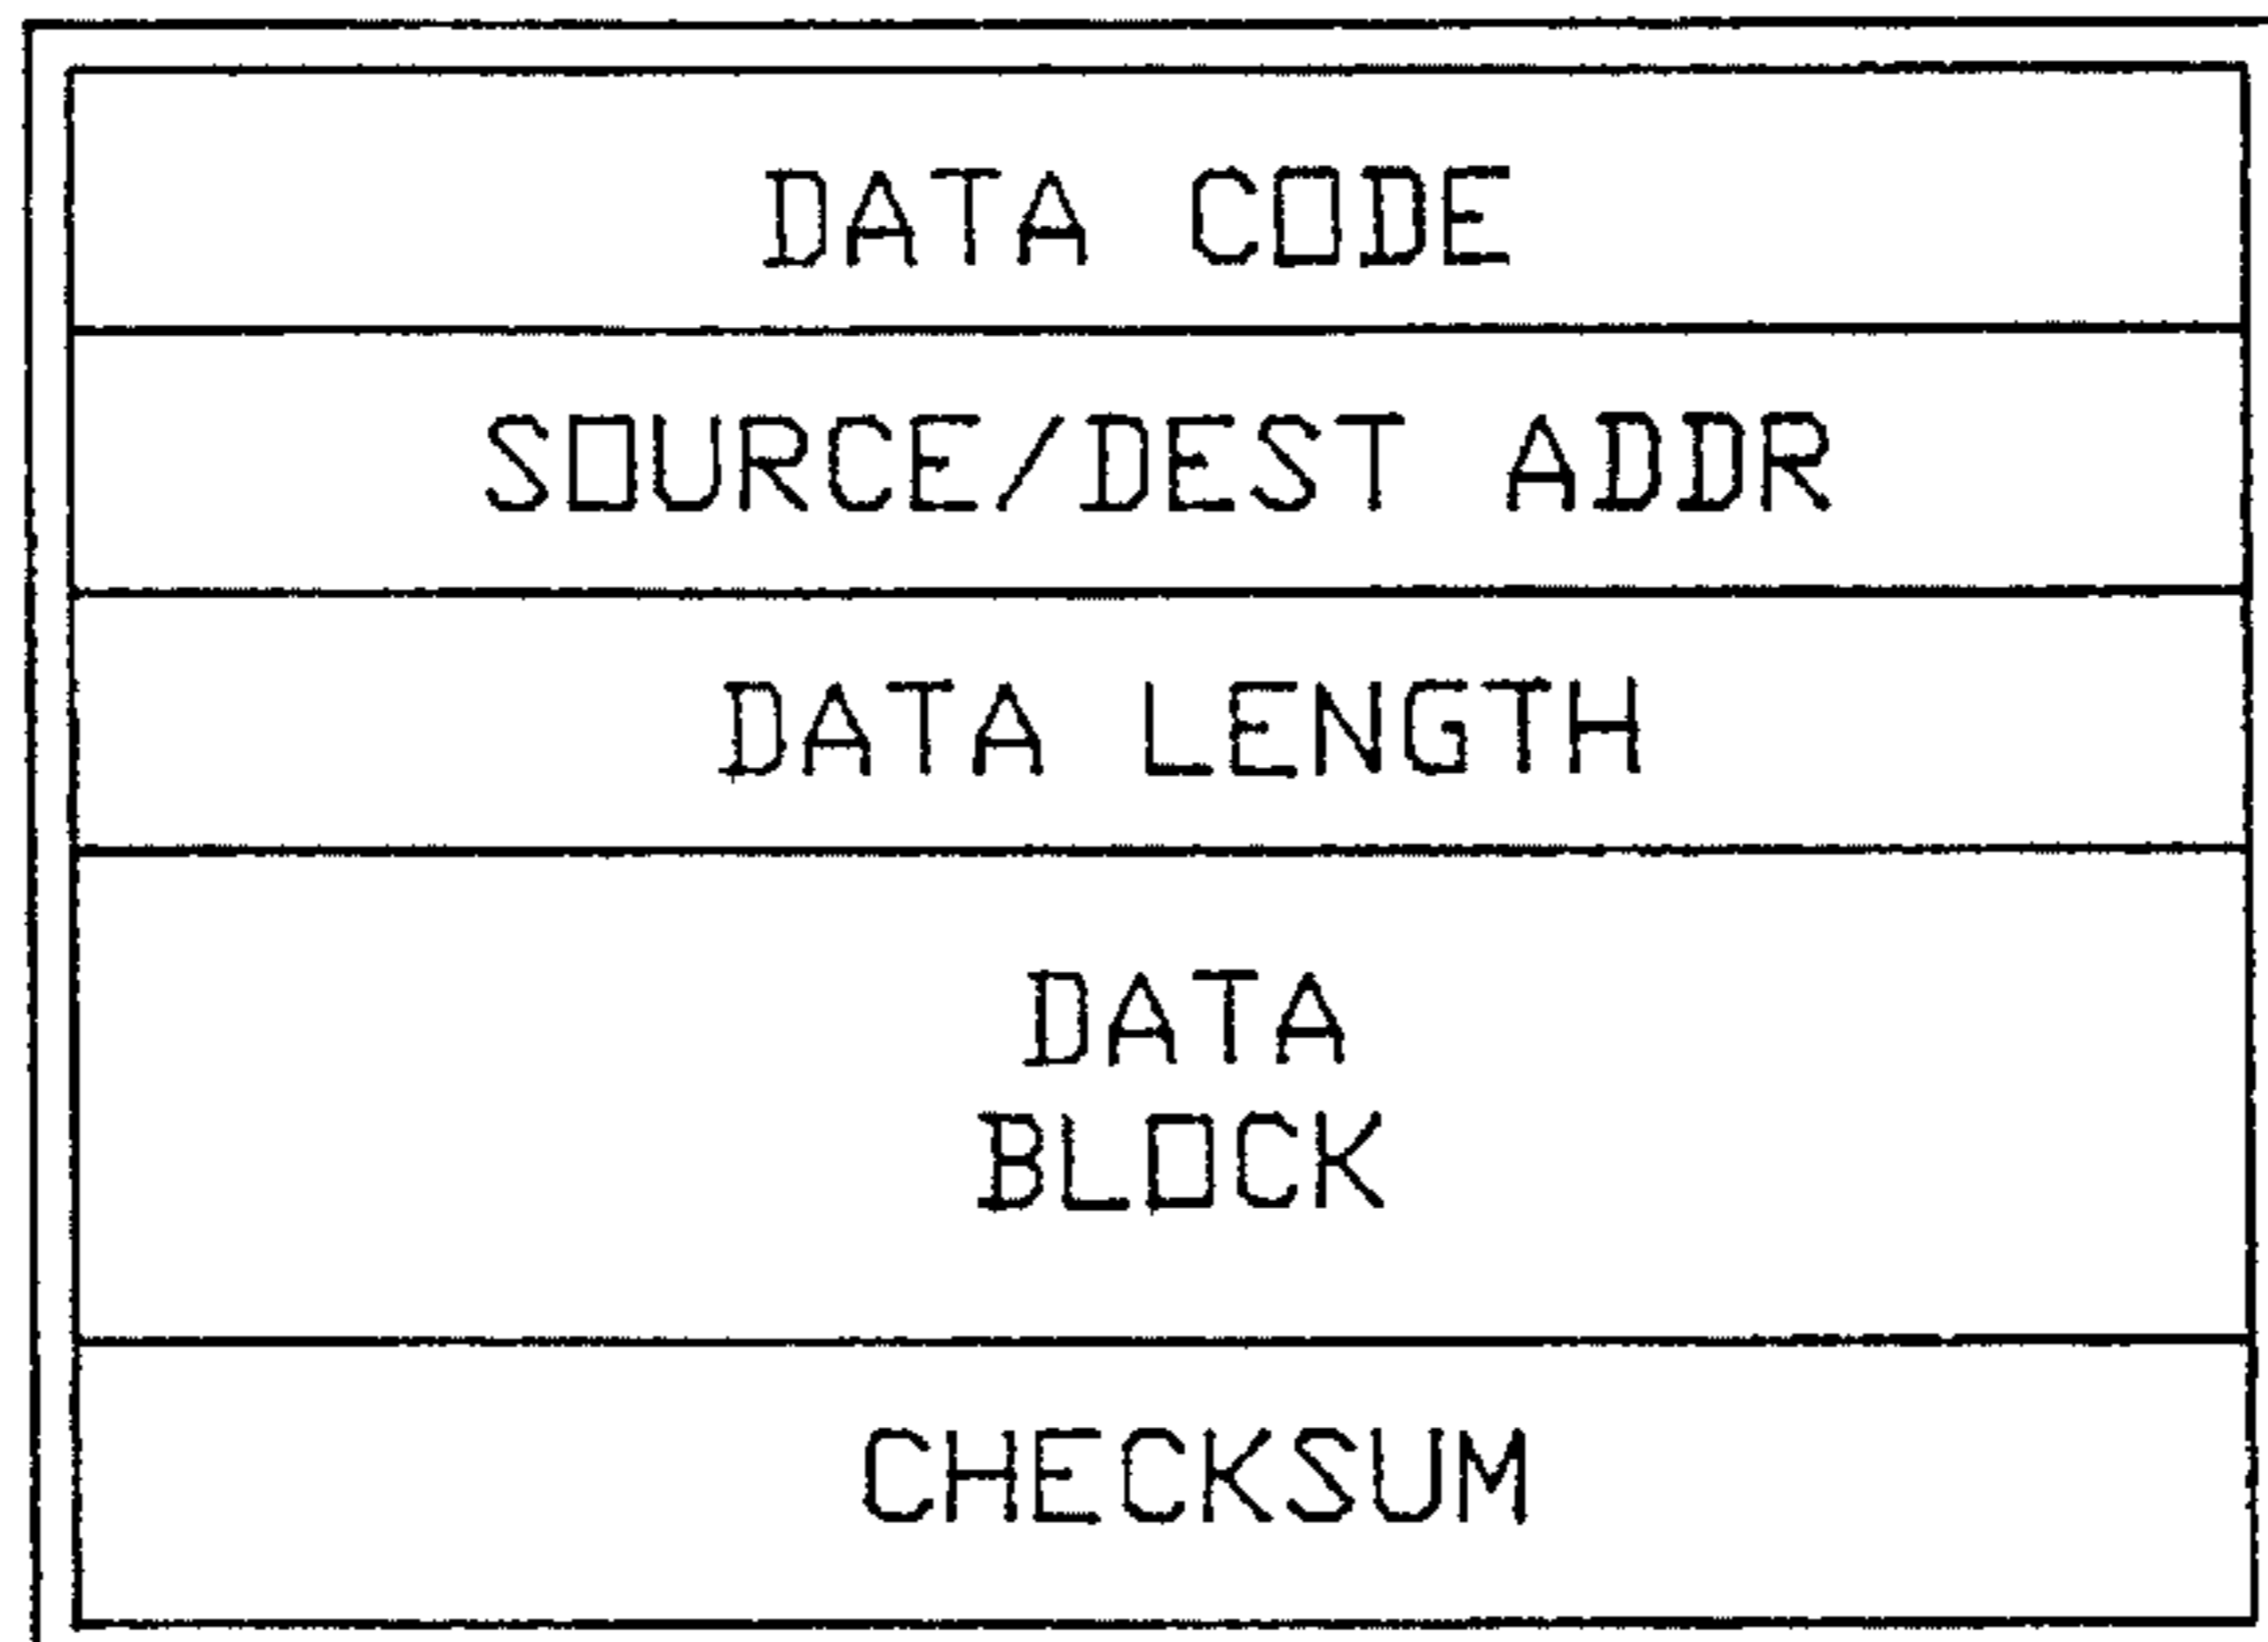 DATA CODE
SOURCE/DEST ADDR
DATA LENGTH
DATA
BLOCK
CHECKSUM